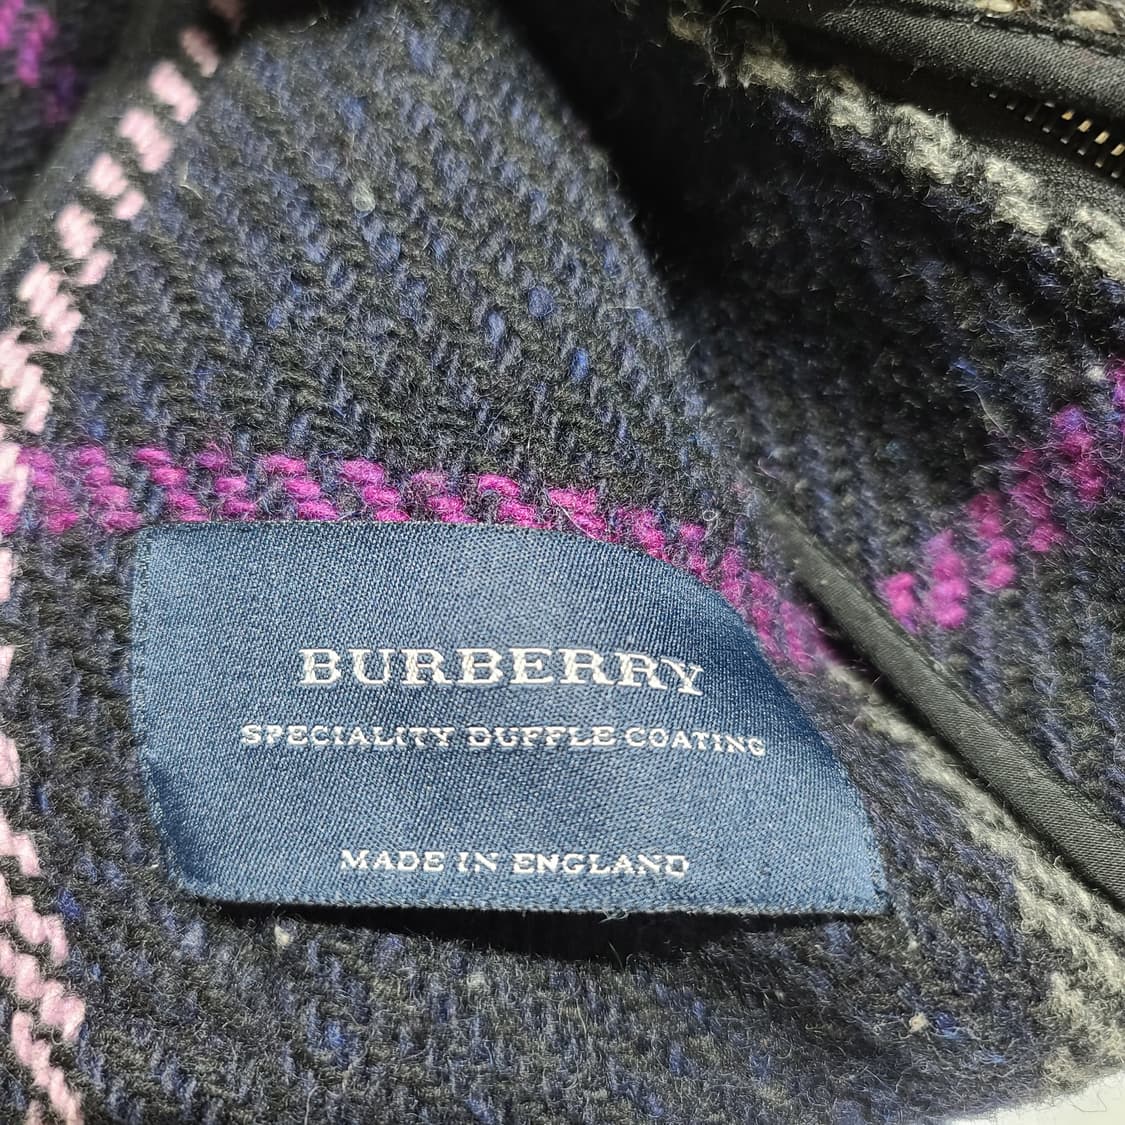 BURBERRY
SPECIALITY DUFFLE COATING
MADE IN ENGLAND